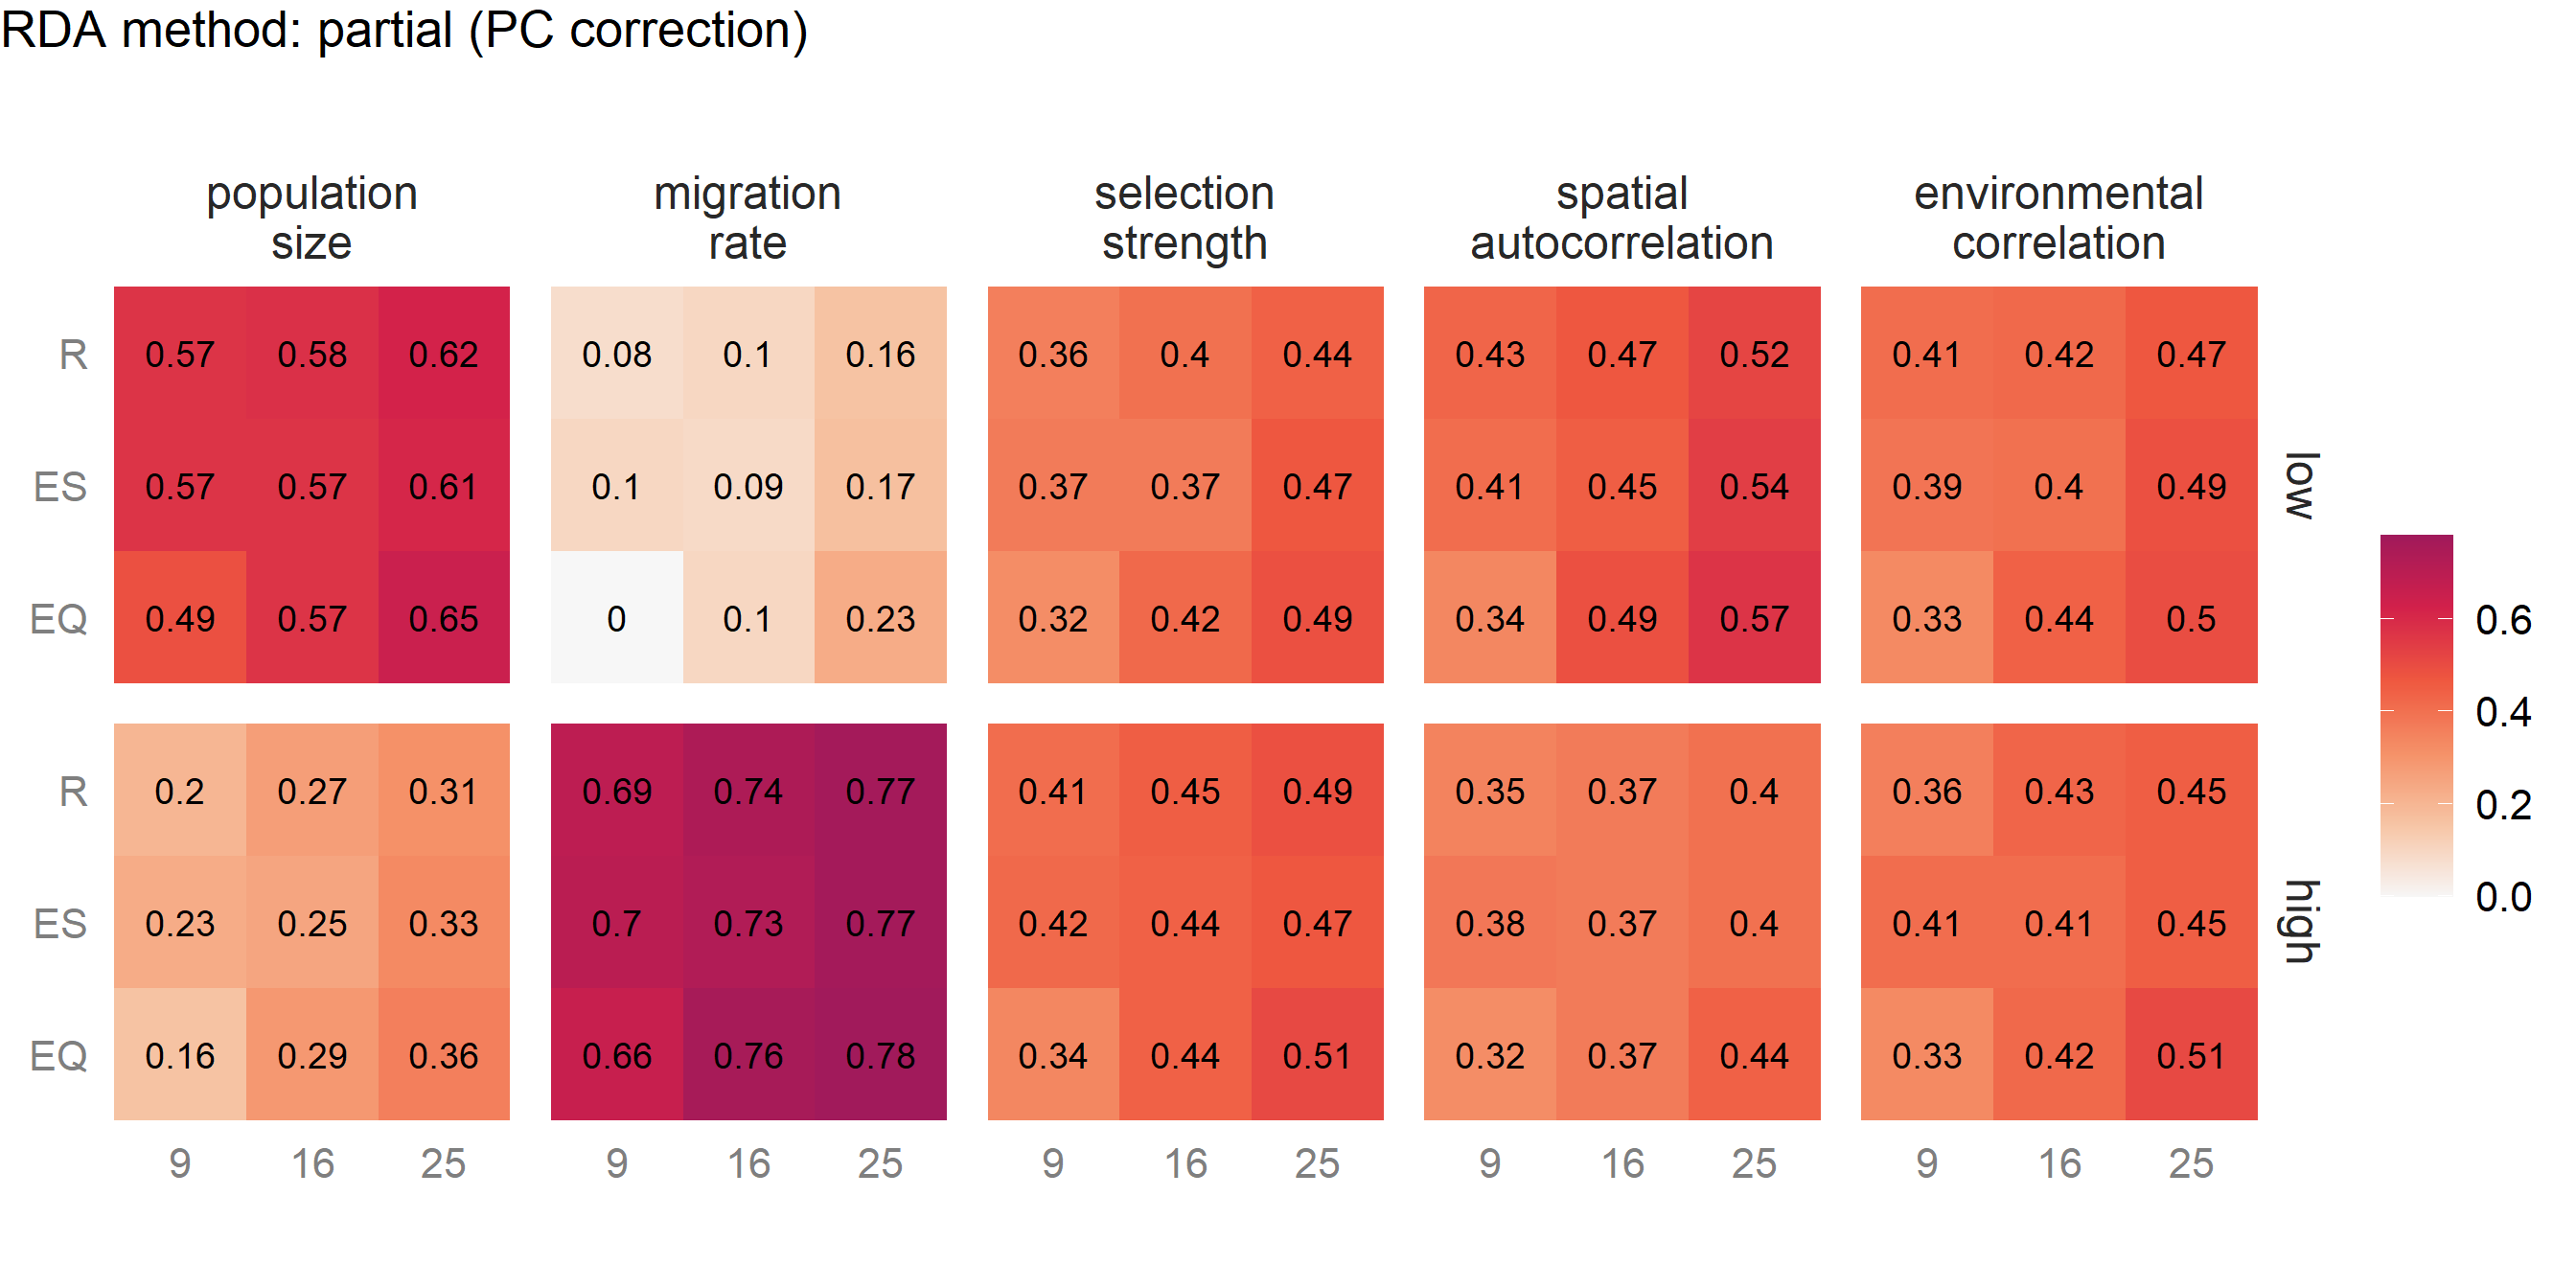 RDA method: partial (PC correction)
population size
migration rate
selection strength
spatial autocorrelation
environmental correlation
R 0.57 0.58 0.62 0.08 0.1 0.16 0.36 0.4 0.44 0.43 0.47 0.52 0.41 0.42 0.47
ES 0.57 0.57 0.61 0.1 0.09 0.17 0.37 0.37 0.47 0.41 0.45 0.54 0.39 0.4 0.49
low
EQ 0.49 0.57 0.65 0 0.1 0.23 0.32 0.42 0.49 0.34 0.49 0.57 0.33 0.44 0.5
R 0.2 0.27 0.31 0.69 0.74 0.77 0.41 0.45 0.49 0.35 0.37 0.4 0.36 0.43 0.45
ES 0.23 0.25 0.33 0.7 0.73 0.77 0.42 0.44 0.47 0.38 0.37 0.4 0.41 0.41 0.45
high
EQ 0.16 0.29 0.36 0.66 0.76 0.78 0.34 0.44 0.51 0.32 0.37 0.44 0.33 0.42 0.51
9 16 25 9 16 25 9 16 25 9 16 25 9 16 25
0.6
0.4
0.2
0.0